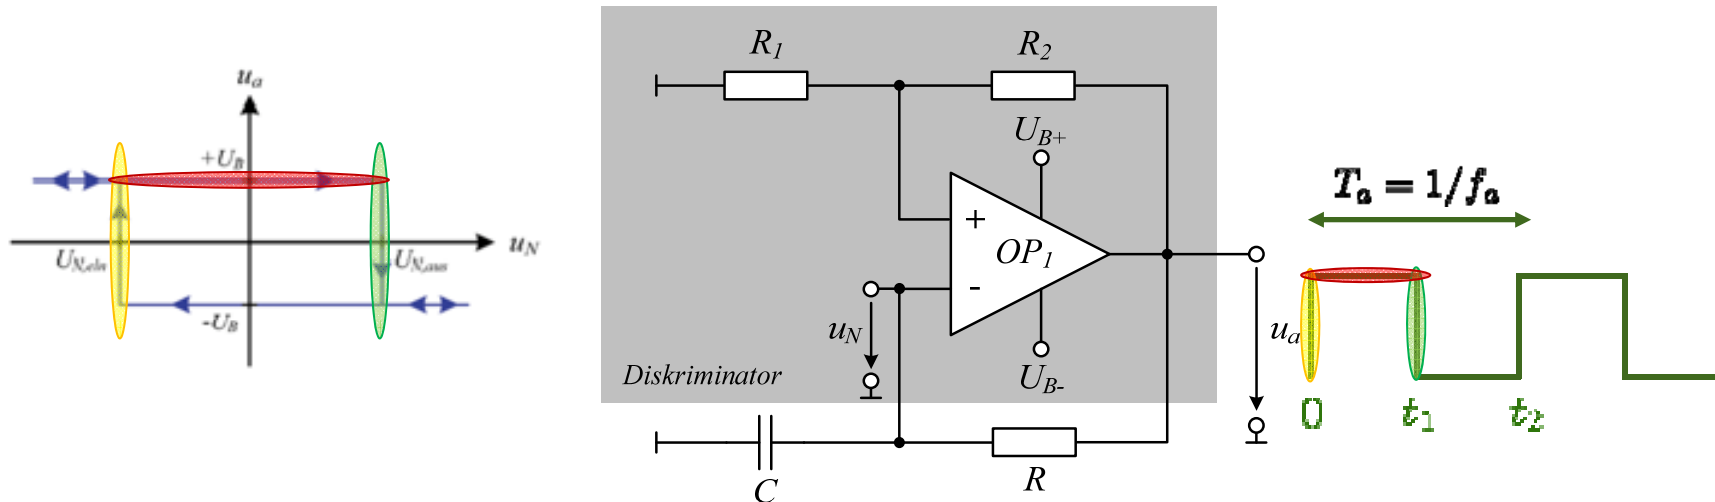 u_a
+U_B
U_N,ein
U_N,aus
u_N
-U_B
R_1
R_2
U_B+
+
OP_1
-
u_N
U_B-
Diskriminator
C
R
u_a
T_a = 1/f_a
0
t_1
t_2